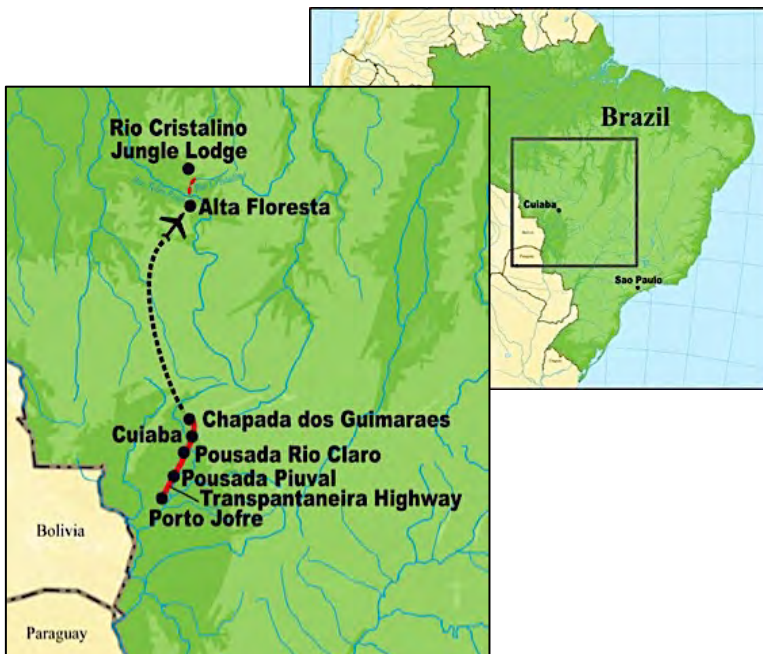 Brazil
Cuiaba
Sao Paulo
Rio Cristalino
Jungle Lodge
Alta Floresta
Chapada dos Guimaraes
Cuiaba
Pousada Rio Claro
Pousada Piuval
Transpantaneira Highway
Porto Jofre
Bolivia
Paraguay